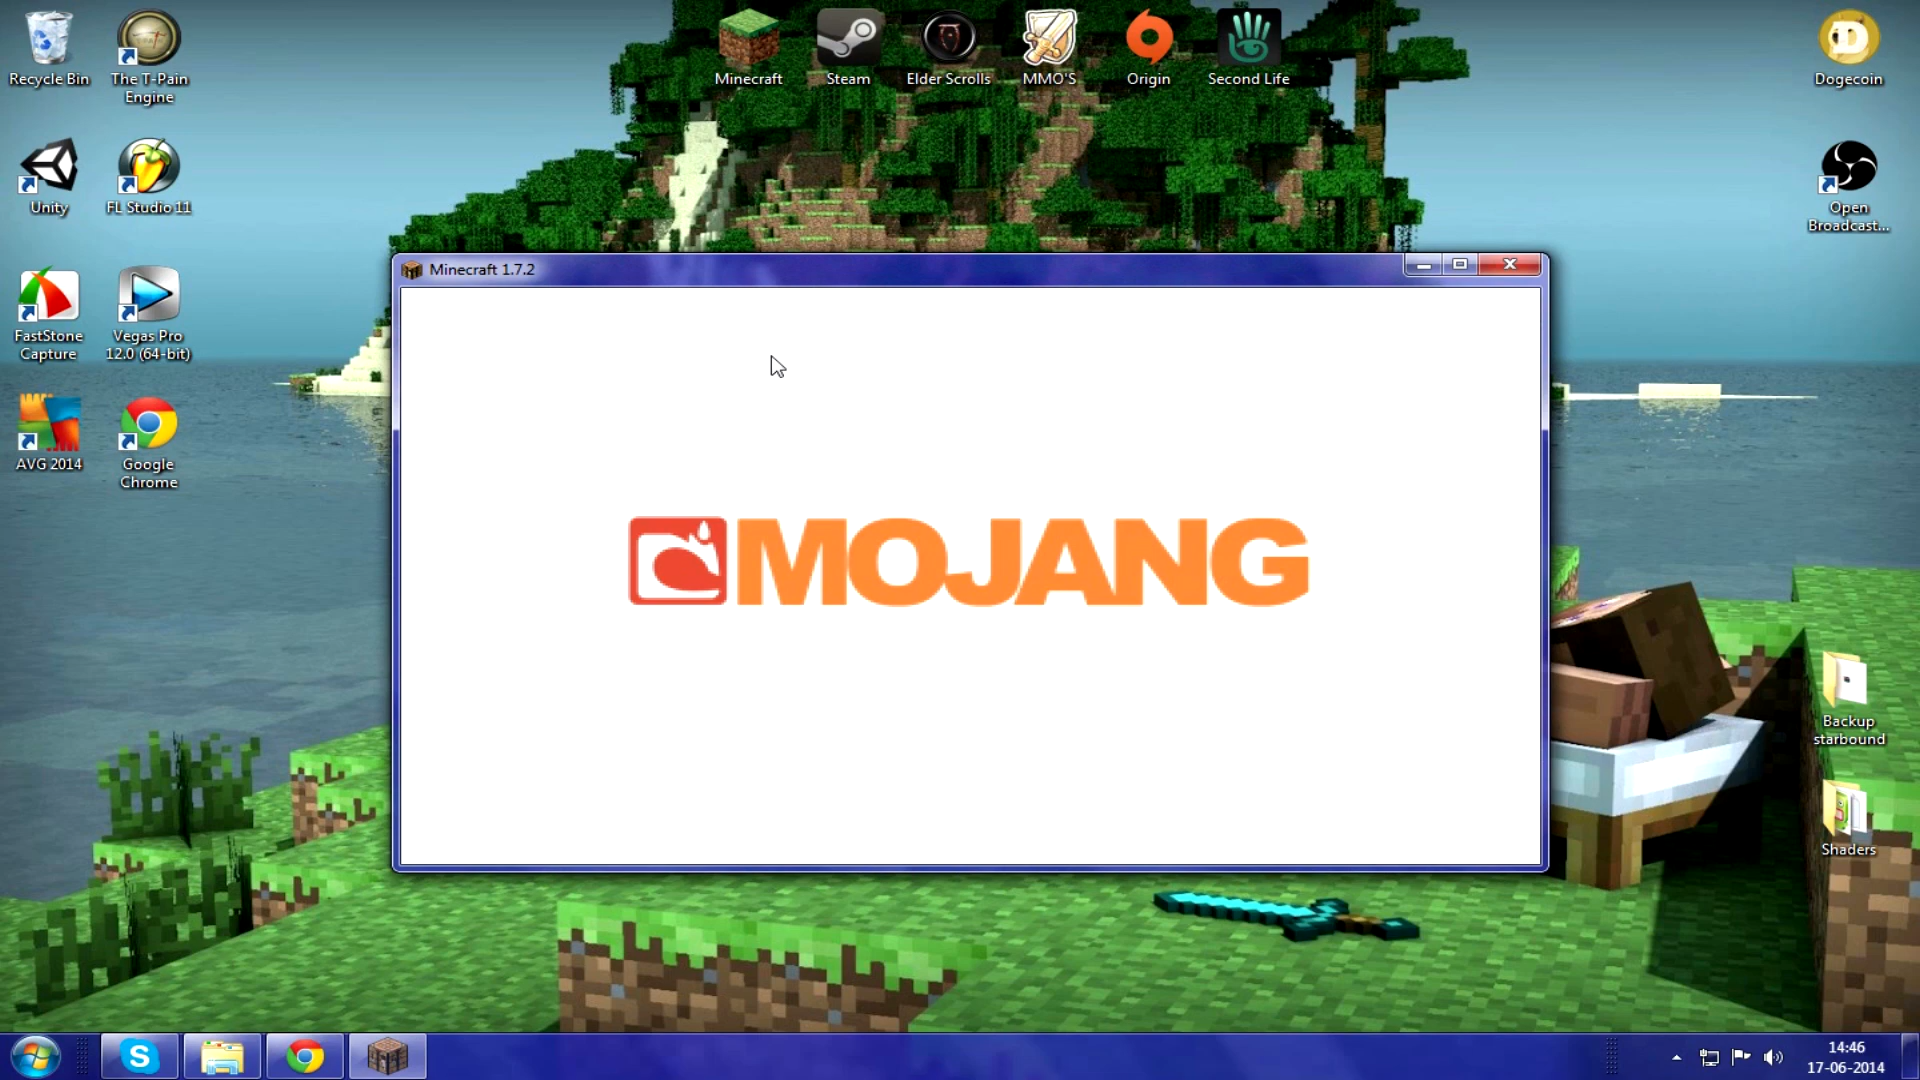 Recycle Bin
The T-Pain
Engine
Minecraft
Steam
Elder Scrolls
MMO'S
Origin
Second Life
Dogecoin
Unity
FL Studio 11
Open
Broadcast...
Minecraft 1.7.2
FastStone
Capture
Vegas Pro
12.0 (64-bit)
AVG 2014
Google
Chrome
MOJANG
Backup
starbound
Shaders
14:46
17-06-2014